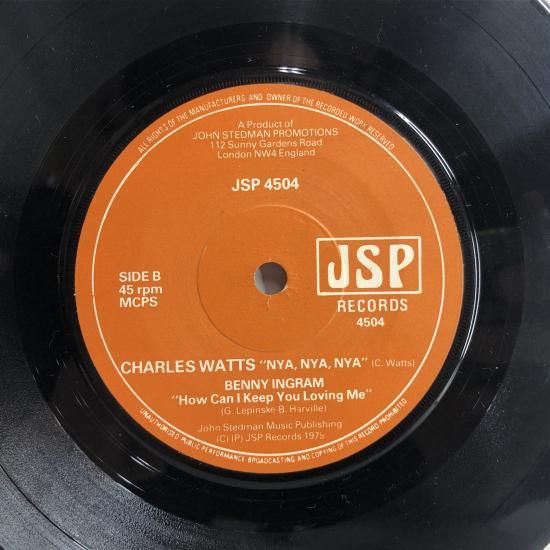 ALL RIGHTS OF THE MANUFACTURERS AND OWNER OF THE RECORDED WORK RESERVED
A Product of
JOHN STEDMAN PROMOTIONS
112 Sunny Gardens Road
London NW4 England
JSP 4504
SIDE B
45 rpm
MCPS
JSP
RECORDS
4504
CHARLES WATTS "NYA, NYA, NYA" (C. Watts)
BENNY INGRAM
"How Can I Keep You Loving Me"
(G. Lepinske-B. Harville)
John Stedman Music Publishing
(C) (P) JSP Records 1975
UNAUTHORISED PUBLIC PERFORMANCE BROADCASTING AND COPYING OF THIS RECORD PROHIBITED